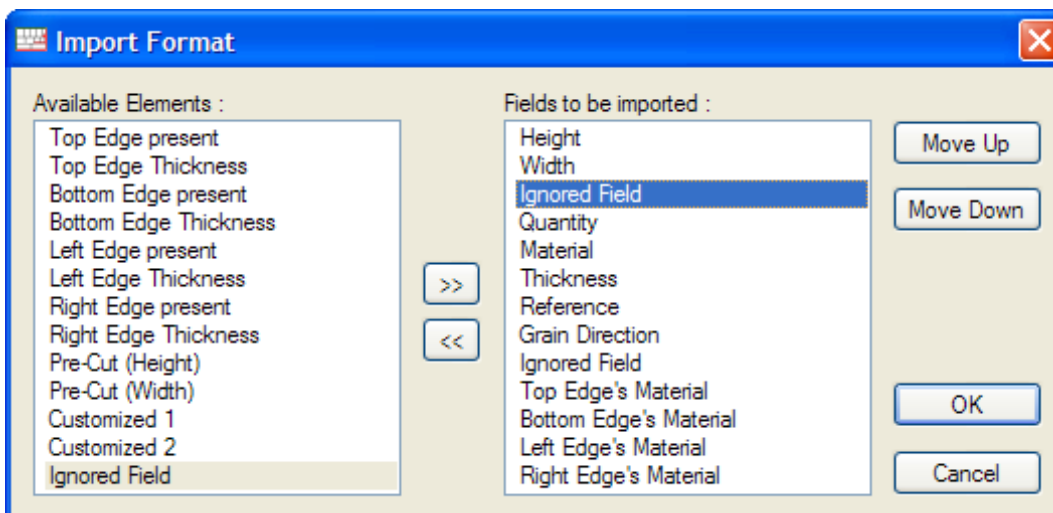 Import Format
Available Elements :
Top Edge present
Top Edge Thickness
Bottom Edge present
Bottom Edge Thickness
Left Edge present
Left Edge Thickness
Right Edge present
Right Edge Thickness
Pre-Cut (Height)
Pre-Cut (Width)
Customized 1
Customized 2
Ignored Field
>>
<<
Fields to be imported :
Height
Width
Ignored Field
Quantity
Material
Thickness
Reference
Grain Direction
Ignored Field
Top Edge's Material
Bottom Edge's Material
Left Edge's Material
Right Edge's Material
Move Up
Move Down
OK
Cancel